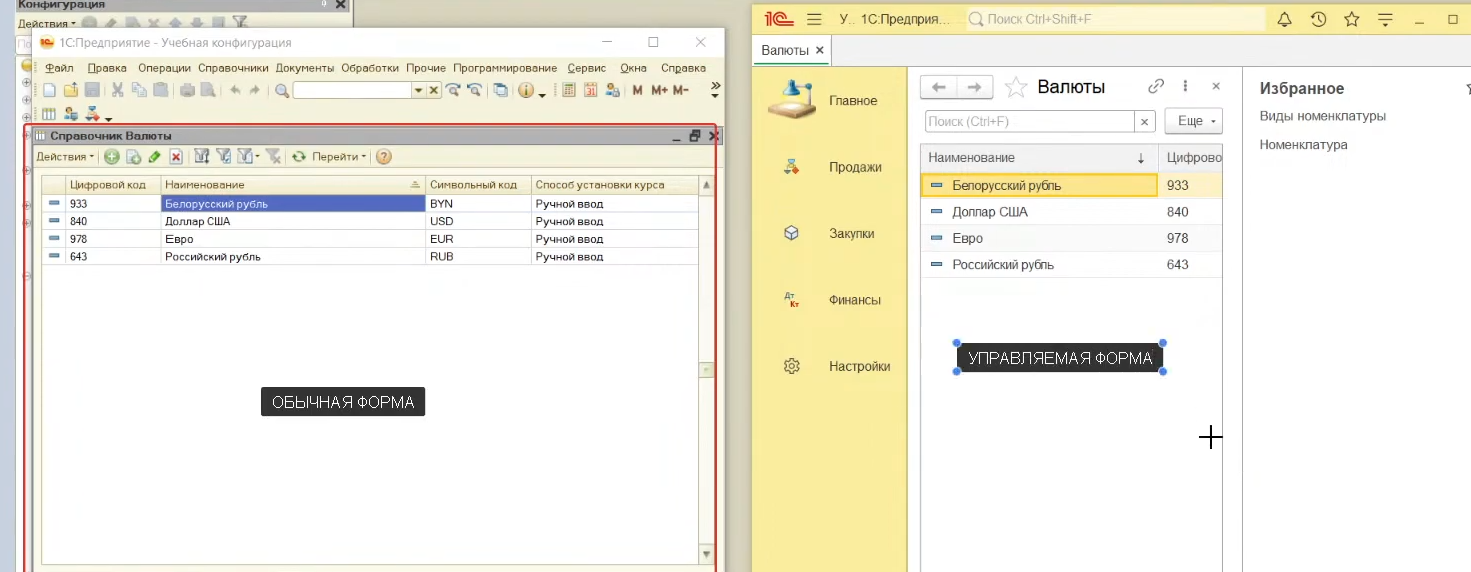 Конфигурация
Действия
1С:Предприятие - Учебная конфигурация
Файл Правка Операции Справочники Документы Обработки Прочие Программирование Сервис Окна Справка
M M+ M-
Справочник Валюты
Действия Перейти
Цифровой код Наименование Символьный код Способ установки курса
933 Белорусский рубль BYN Ручной ввод
840 Доллар США USD Ручной ввод
978 Евро EUR Ручной ввод
643 Российский рубль RUB Ручной ввод
ОБЫЧНАЯ ФОРМА
1С У.. 1С:Предприя... Поиск Ctrl+Shift+F
Валюты
Главное
Продажи
Закупки
Дт
Кт
Финансы
Настройки
Валюты
Поиск (Ctrl+F) Еще
Наименование Цифрово
Белорусский рубль 933
Доллар США 840
Евро 978
Российский рубль 643
УПРАВЛЯЕМАЯ ФОРМА
Избранное
Виды номенклатуры
Номенклатура